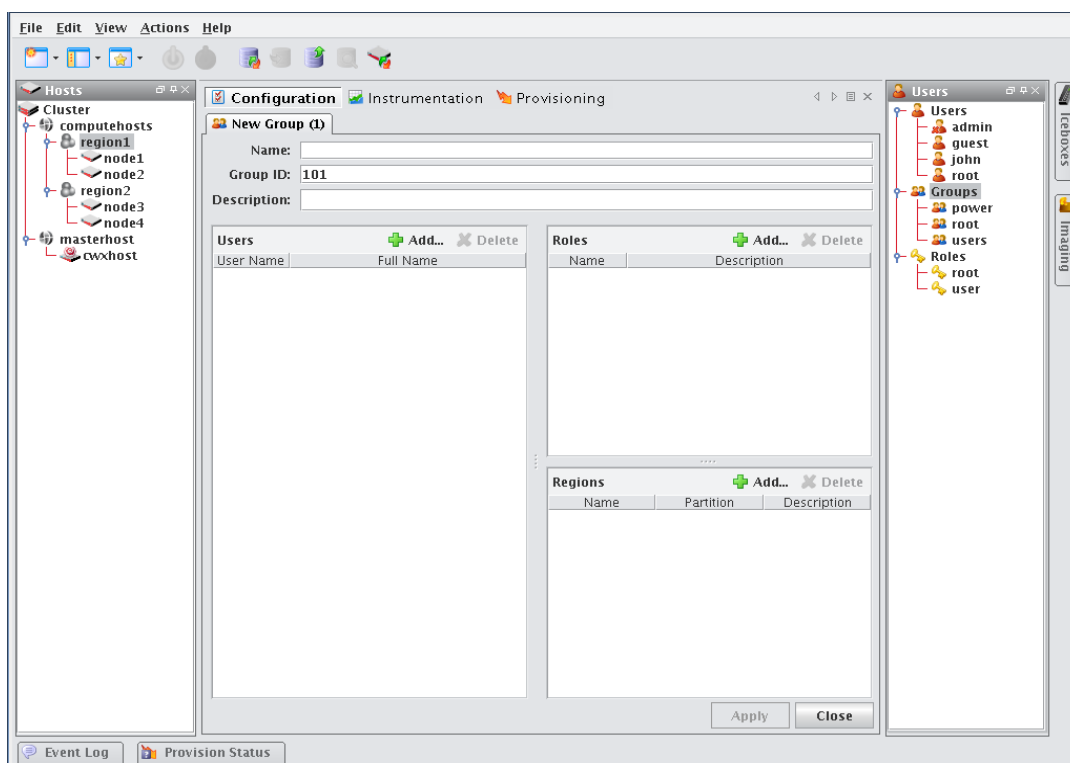 File Edit View Actions Help
Hosts
Cluster
computehosts
region1
node1
node2
region2
node3
node4
masterhost
cwxhost
Configuration Instrumentation Provisioning
New Group (1)
Name:
Group ID: 101
Description:
Users Add... Delete
User Name Full Name
Roles Add... Delete
Name Description
Regions Add... Delete
Name Partition Description
Apply Close
Users
Users
admin
guest
john
root
Groups
power
root
users
Roles
root
user
Iceboxes
Imaging
Event Log Provision Status